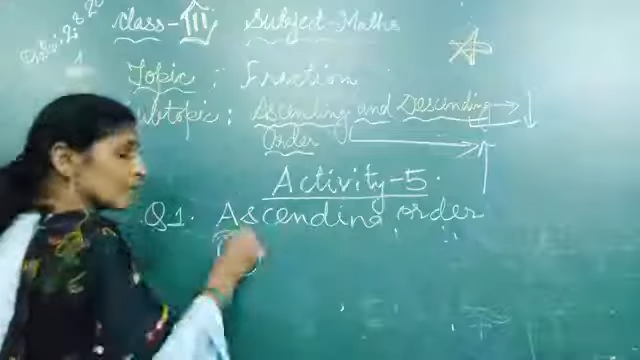 Class - III Subject - Maths
Topic : Fraction
Subtopic : Ascending and Descending
Order
Activity - 5.
Q1. Ascending order